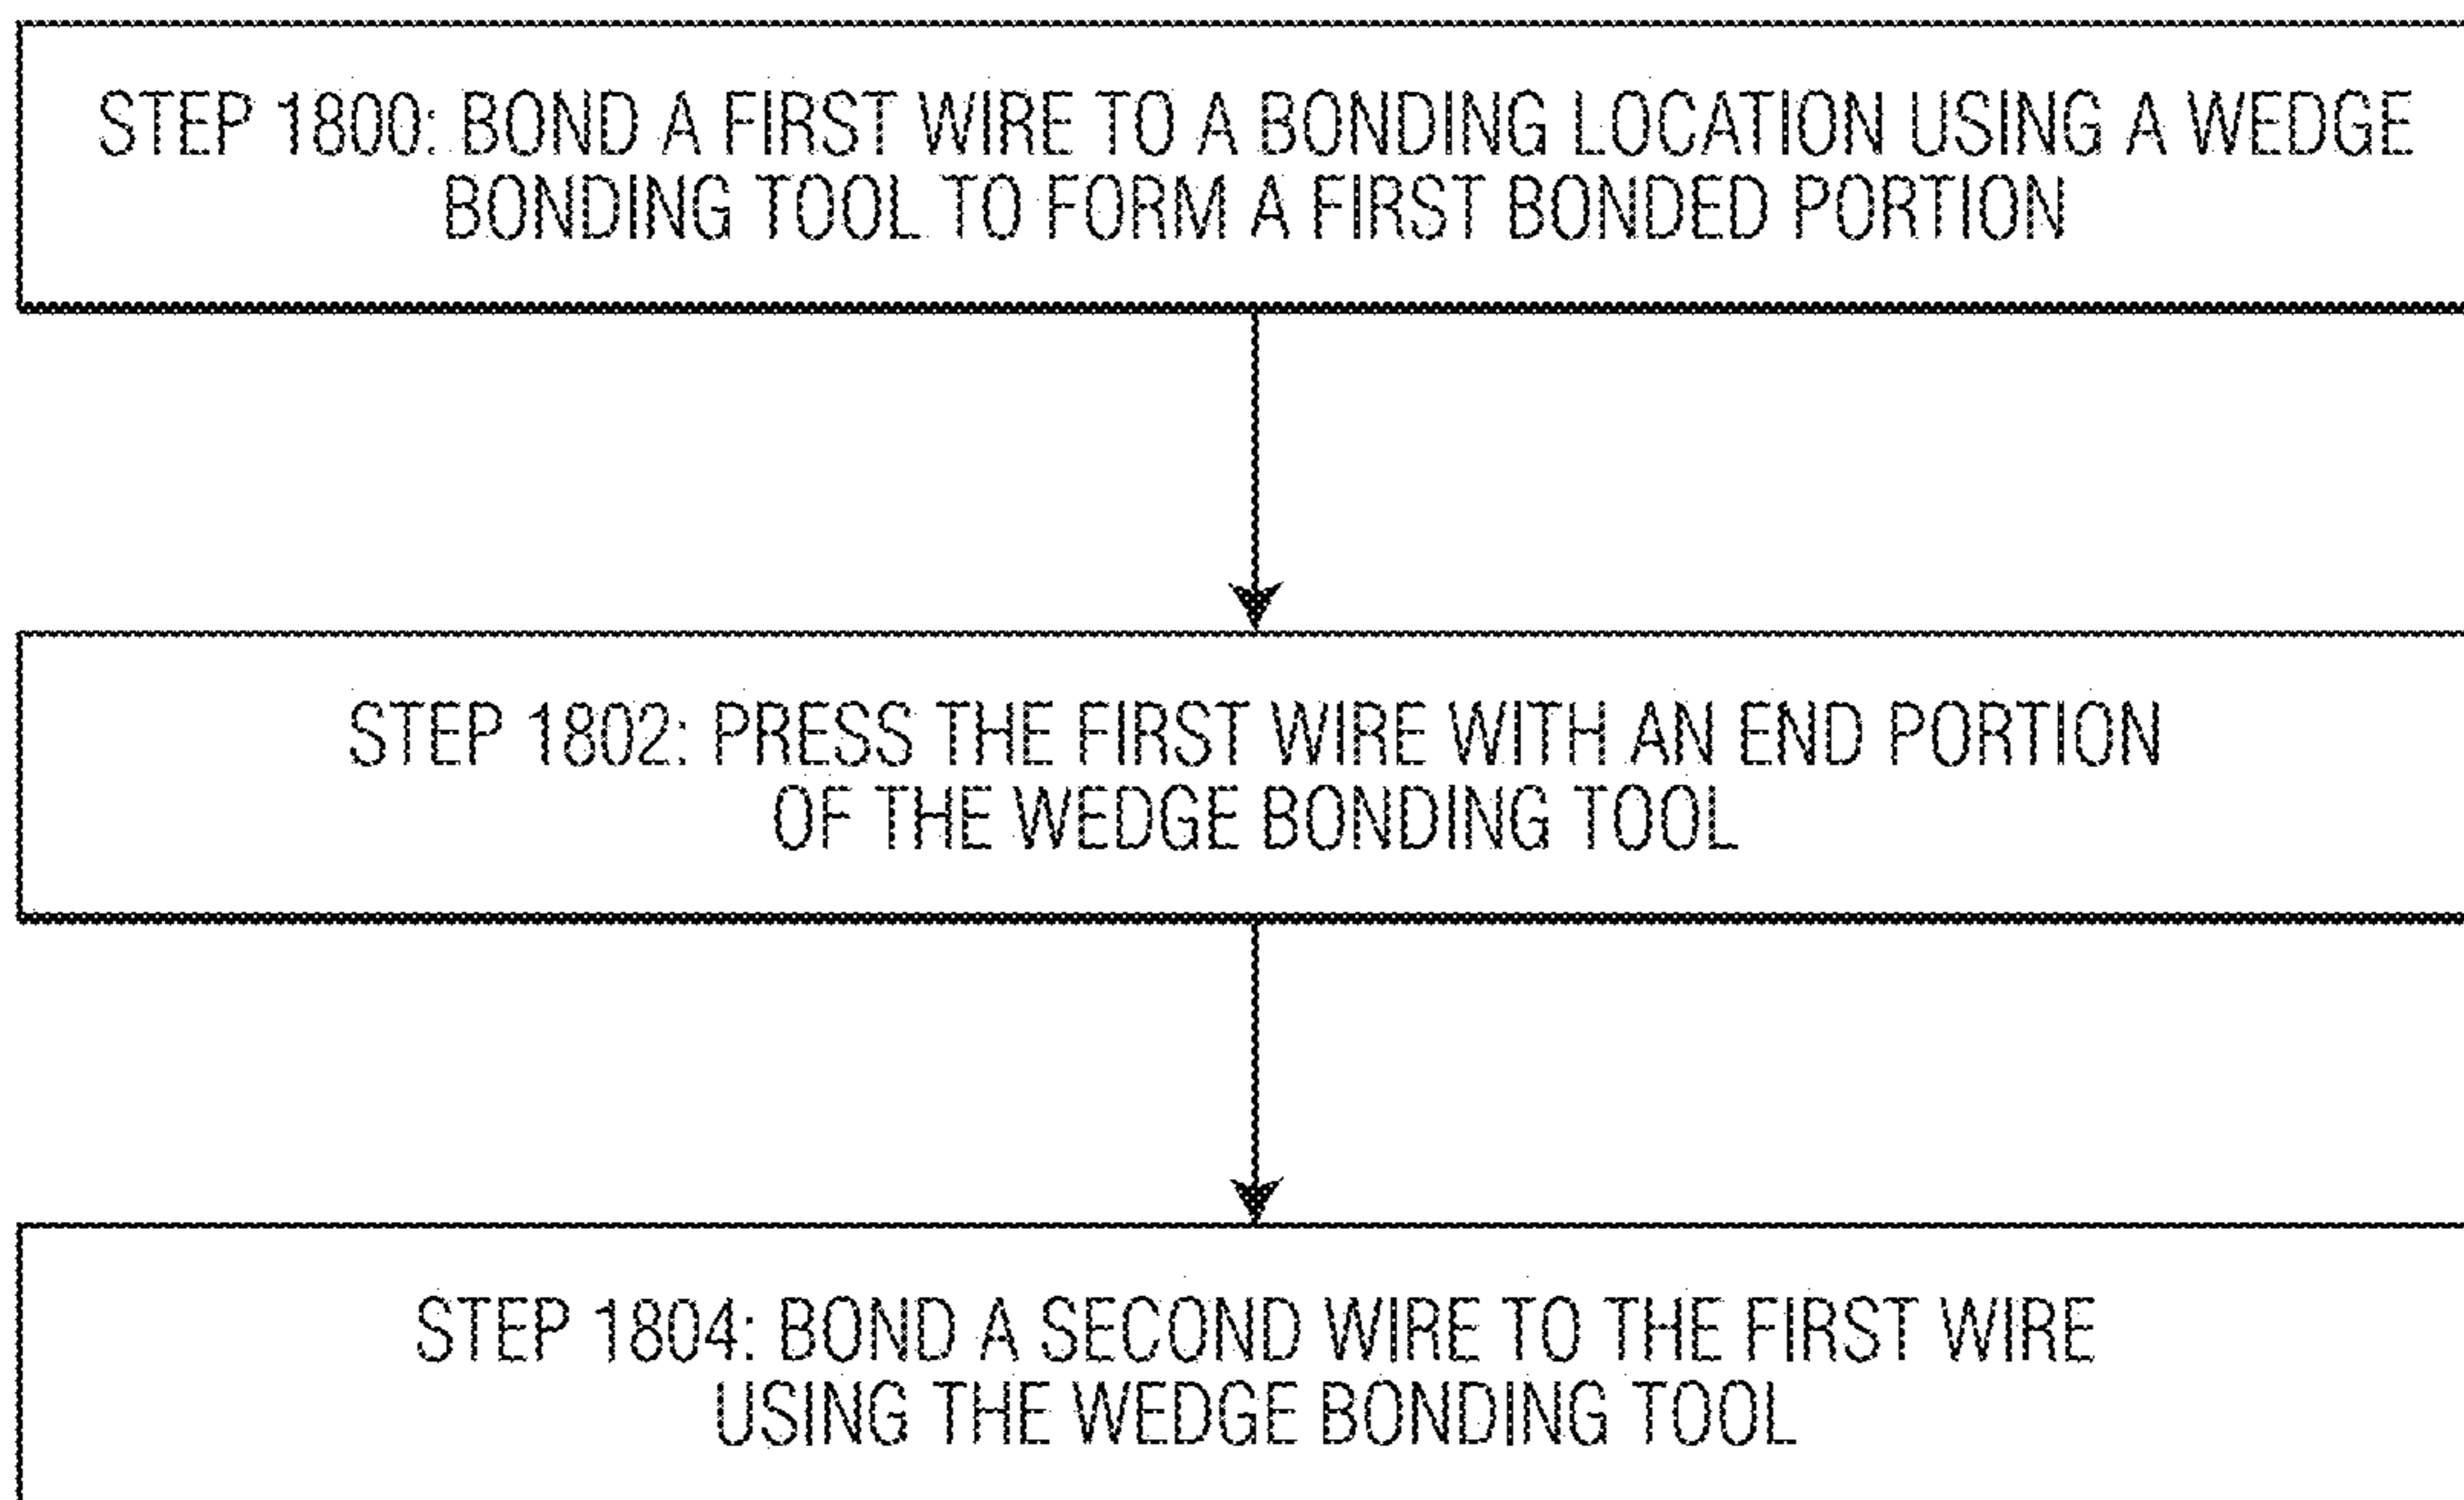 STEP 1800: BOND A FIRST WIRE TO A BONDING LOCATION USING A WEDGE
BONDING TOOL TO FORM A FIRST BONDED PORTION
STEP 1802: PRESS THE FIRST WIRE WITH AN END PORTION
OF THE WEDGE BONDING TOOL
STEP 1804: BOND A SECOND WIRE TO THE FIRST WIRE
USING THE WEDGE BONDING TOOL